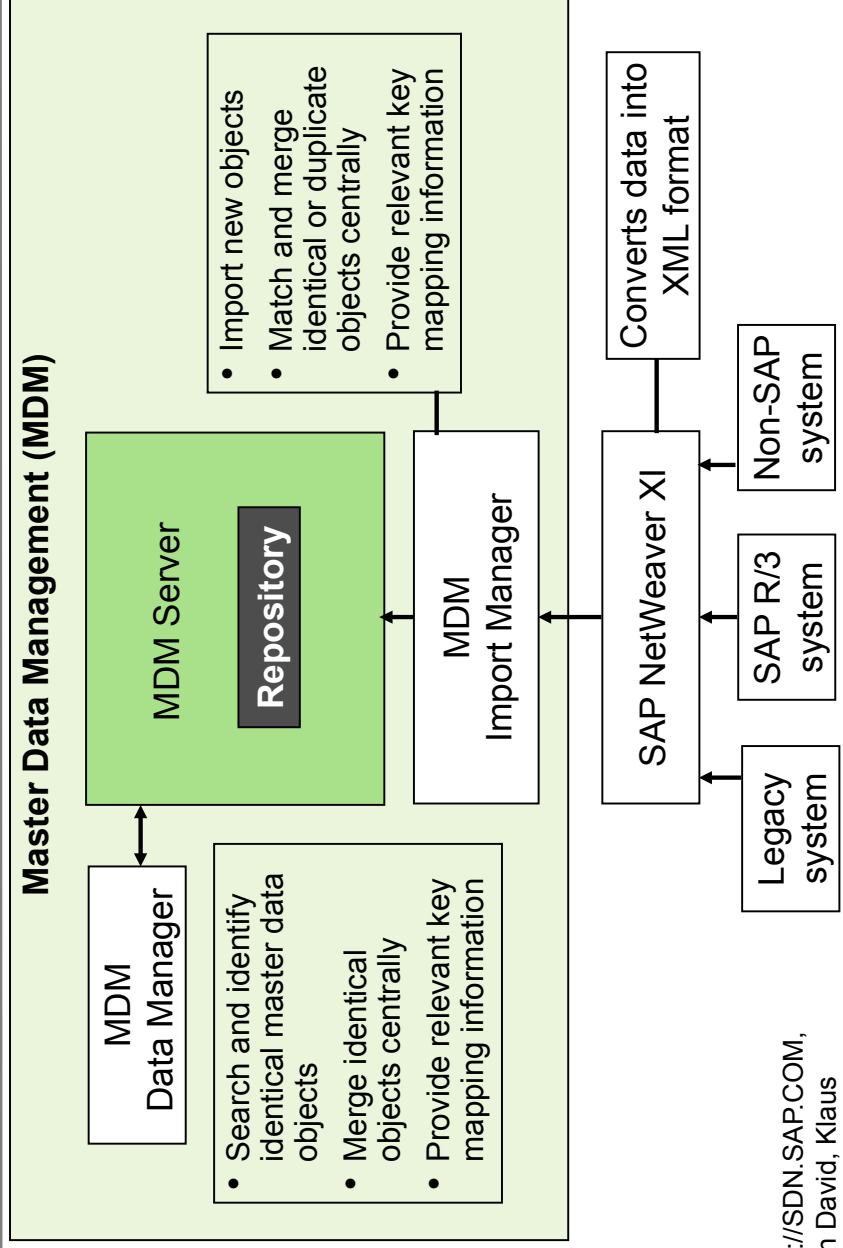 Master Data Management (MDM)
MDM
Data Manager
MDM Server
Repository
• Search and identify
identical master data
objects
• Merge identical
objects centrally
• Provide relevant key
mapping information
MDM
Import Manager
• Import new objects
• Match and merge
identical or duplicate
objects centrally
• Provide relevant key
mapping information
SAP NetWeaver XI
Converts data into
XML format
Legacy
system
SAP R/3
system
Non-SAP
system
://SDN.SAP.COM,
n David, Klaus